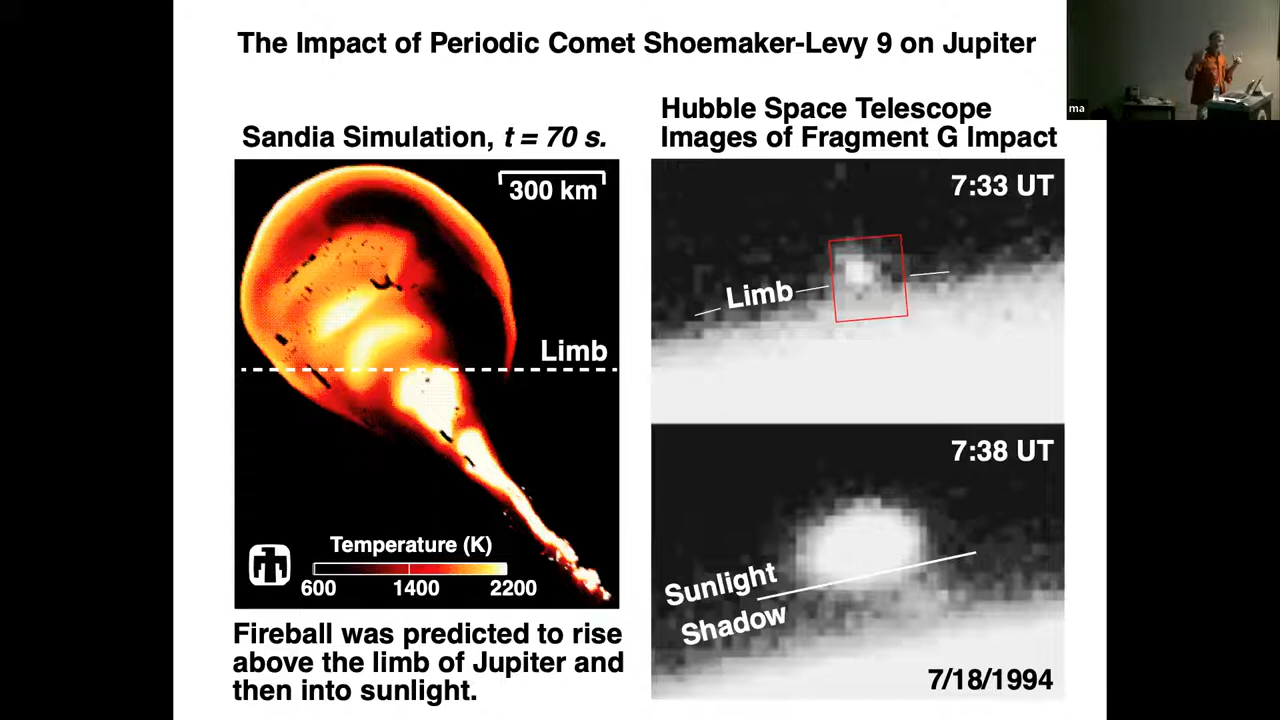 The Impact of Periodic Comet Shoemaker-Levy 9 on Jupiter
ma
Sandia Simulation, t = 70 s.
300 km
Limb
Temperature (K)
600 1400 2200
Fireball was predicted to rise
above the limb of Jupiter and
then into sunlight.
Hubble Space Telescope
Images of Fragment G Impact
7:33 UT
Limb
7:38 UT
Sunlight
Shadow
7/18/1994